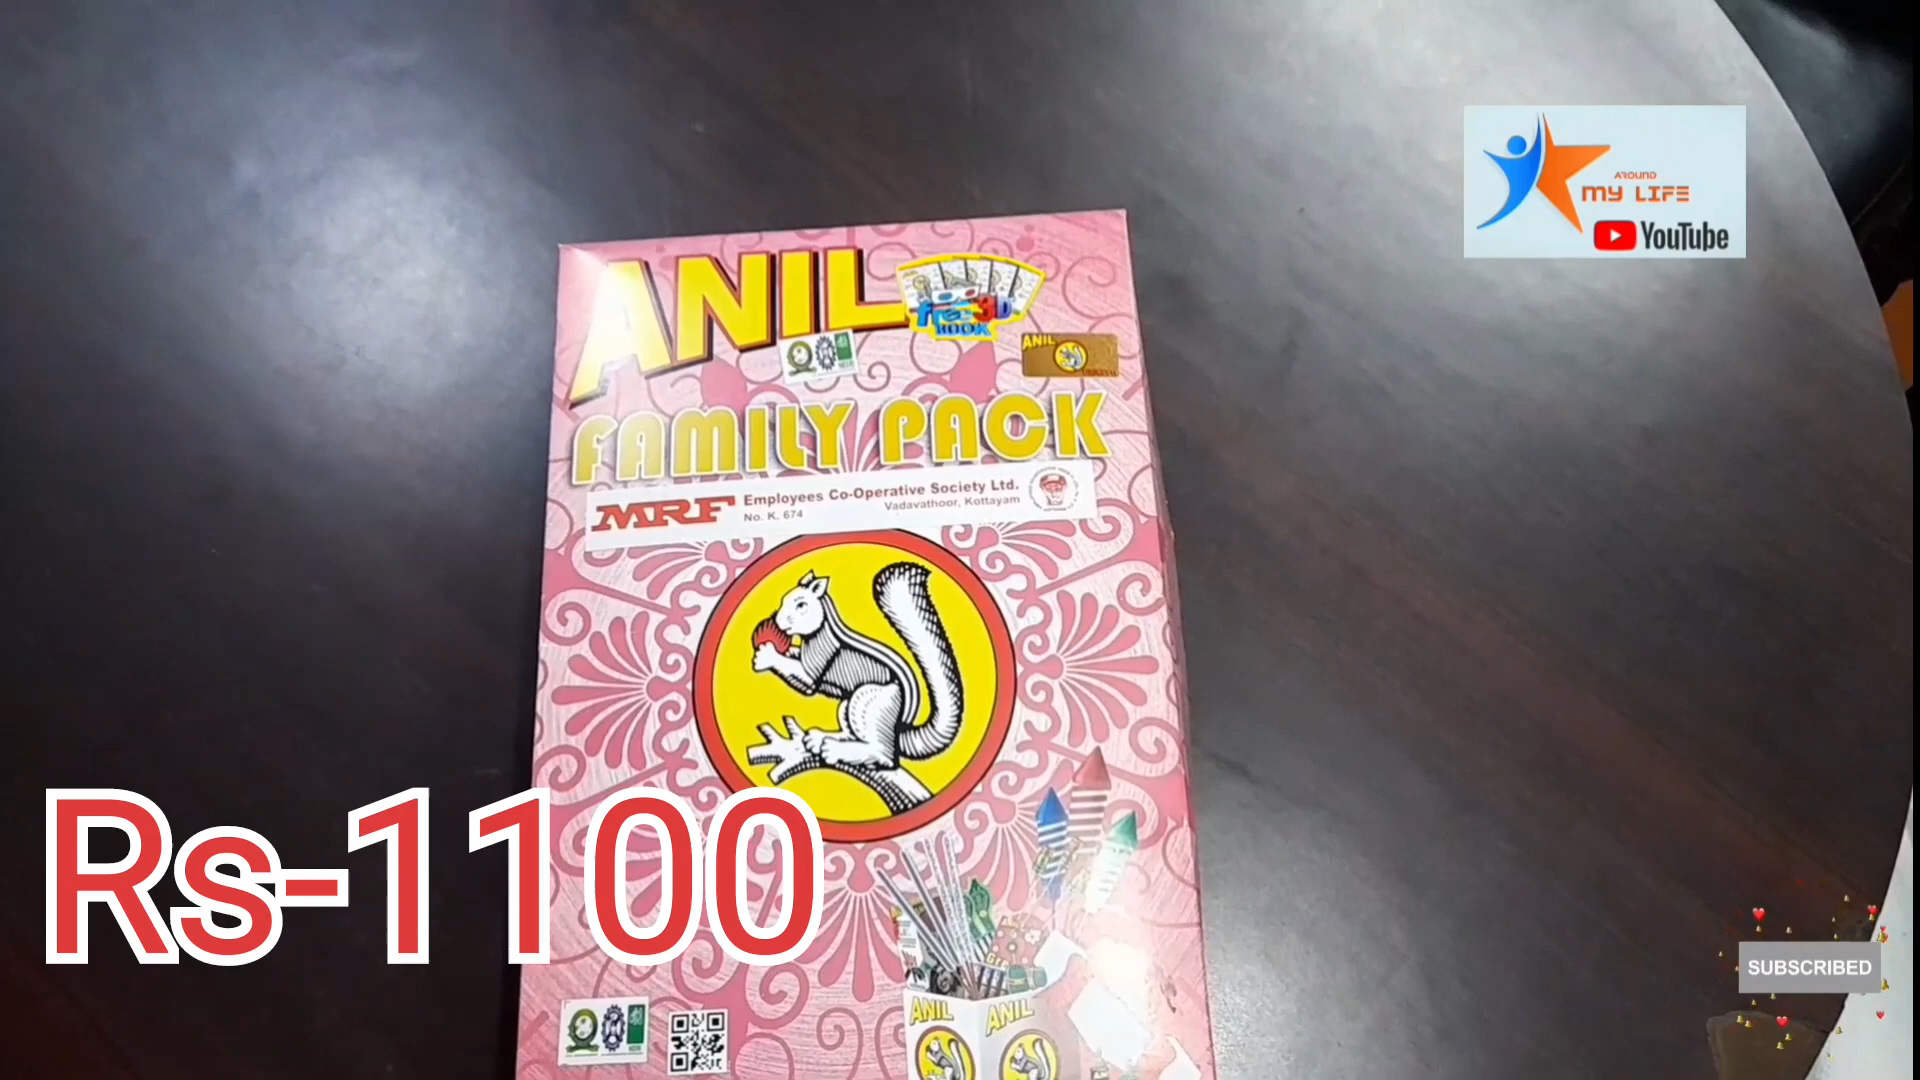 AROUND
MY LIFE
YouTube
ANIL
free 3D
BOOK
ANIL
FAMILY PACK
MRF Employees Co-Operative Society Ltd.
No. K. 674 Vadavathoor, Kottayam
Rs-1100
SUBSCRIBED
ANIL ANIL